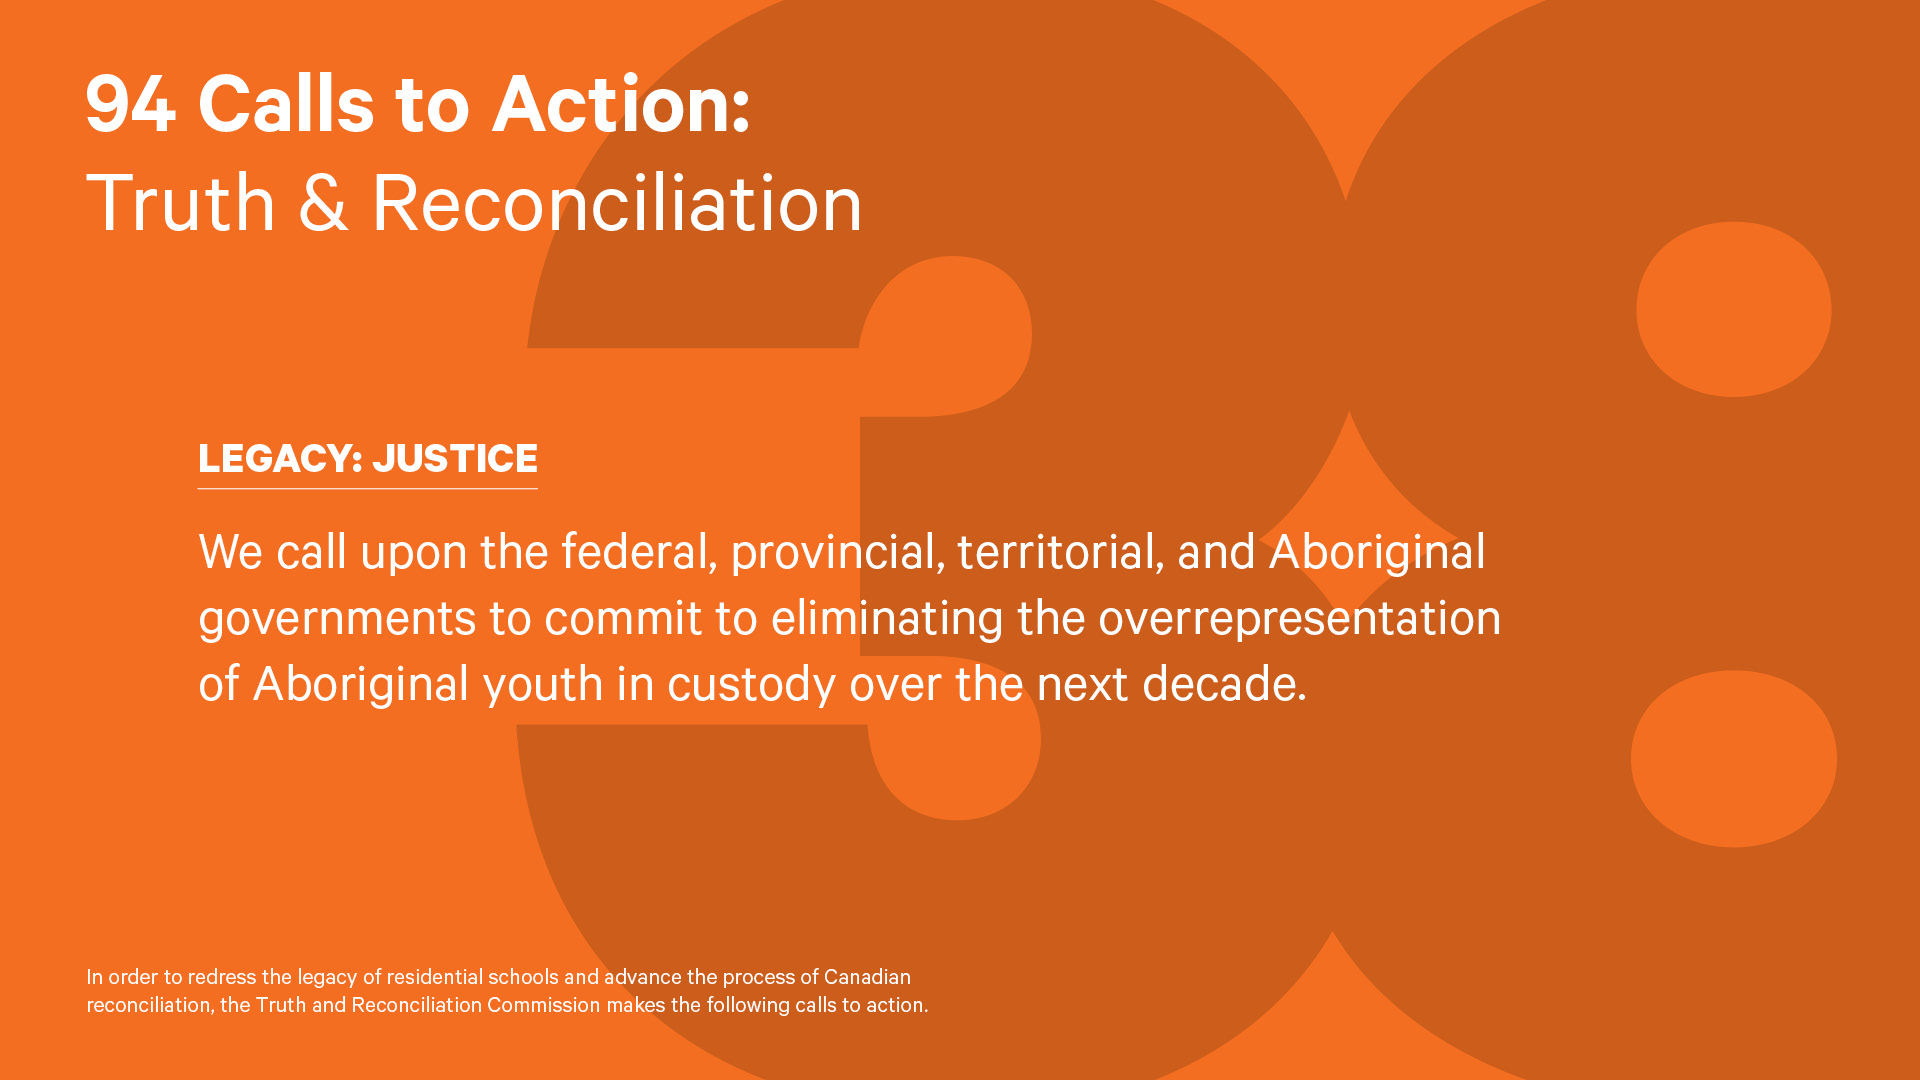 94 Calls to Action:
Truth & Reconciliation
38
LEGACY: JUSTICE
We call upon the federal, provincial, territorial, and Aboriginal
governments to commit to eliminating the overrepresentation
of Aboriginal youth in custody over the next decade.
In order to redress the legacy of residential schools and advance the process of Canadian
reconciliation, the Truth and Reconciliation Commission makes the following calls to action.